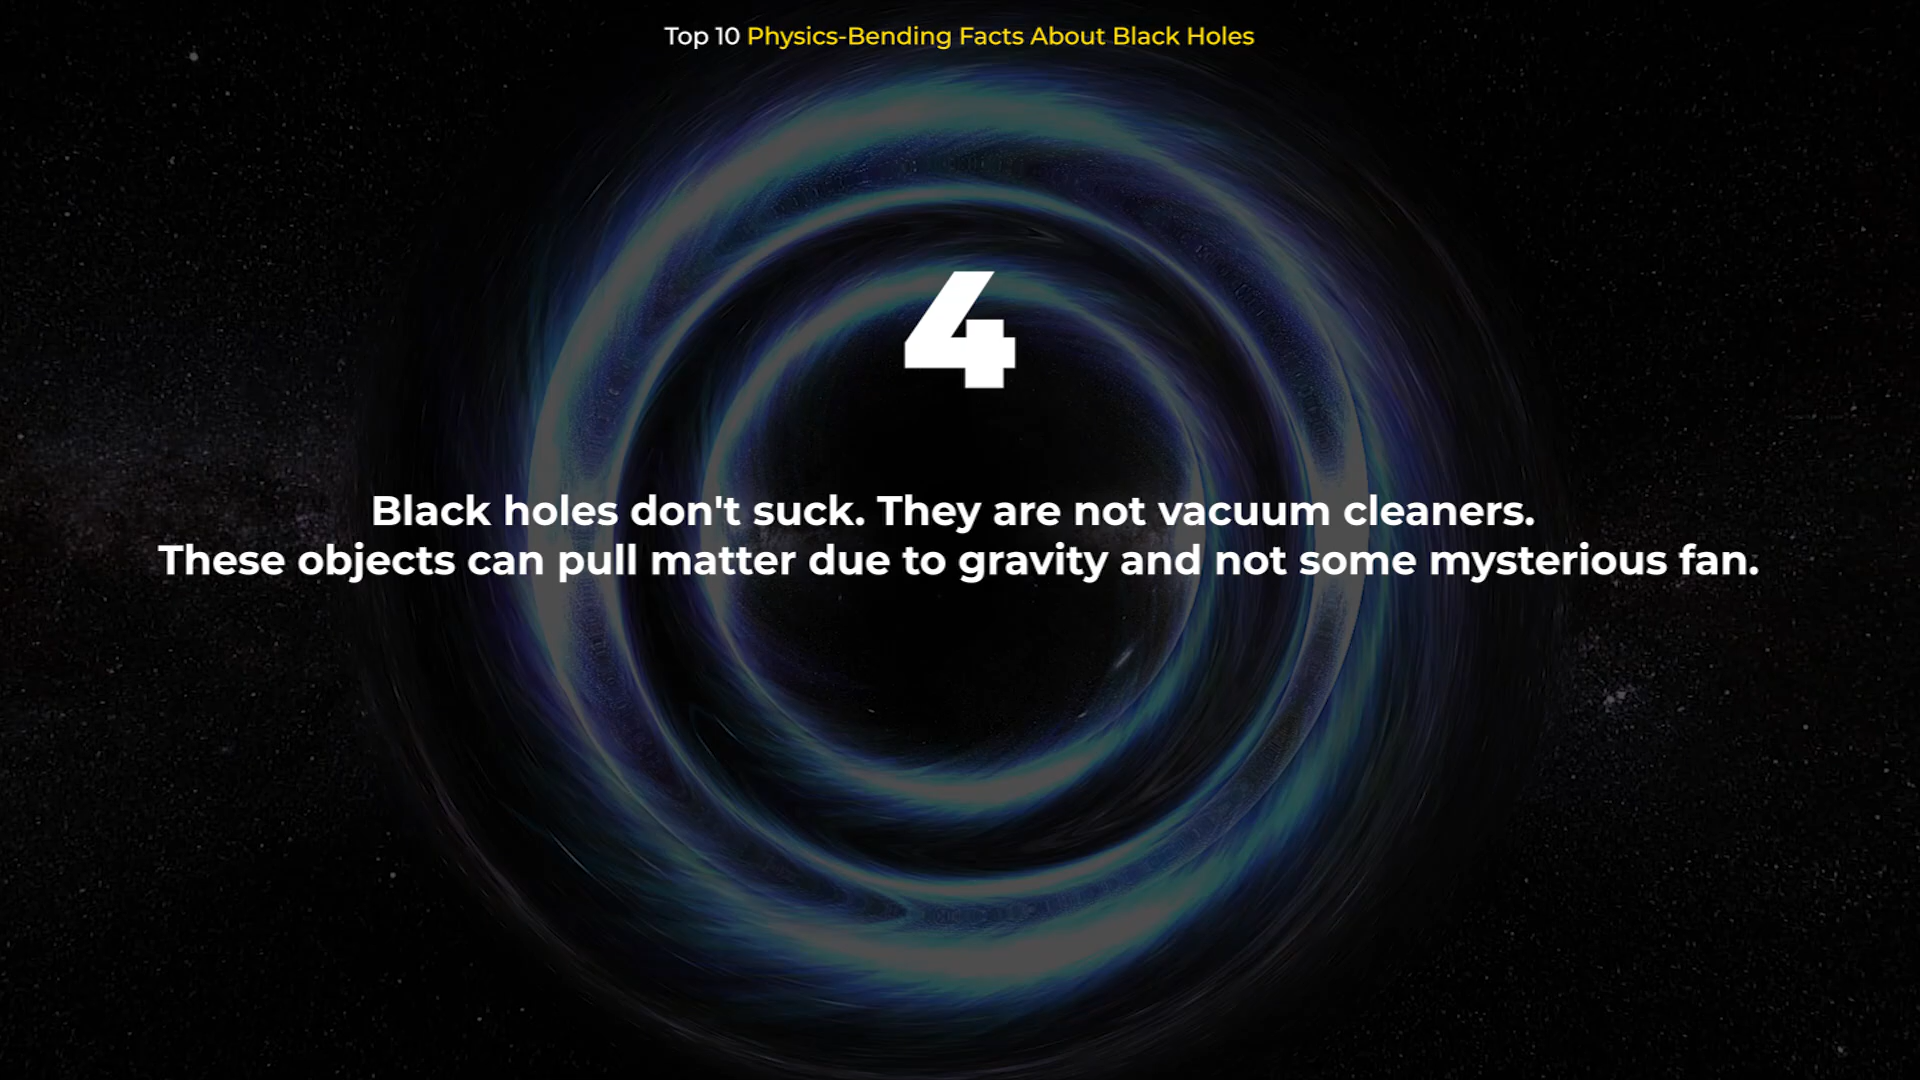 Top 10 Physics-Bending Facts About Black Holes
4
Black holes don't suck. They are not vacuum cleaners.
These objects can pull matter due to gravity and not some mysterious fan.